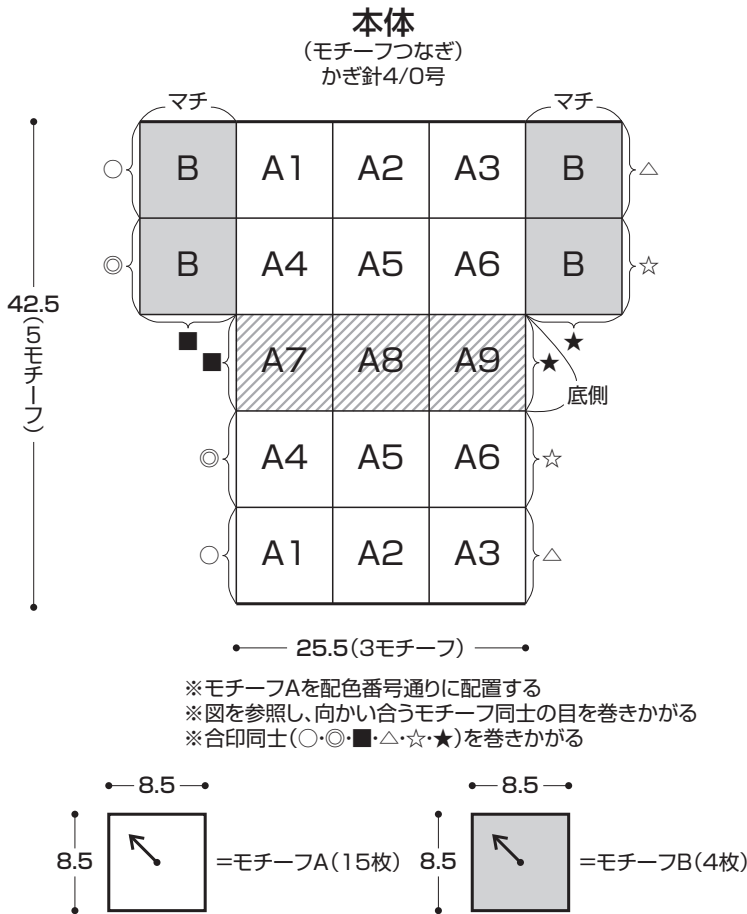 本体
(モチーフつなぎ)
かぎ針4/0号
マチ
マチ
○ B A1 A2 A3 B △
◎ B A4 A5 A6 B ☆
42.5
(5モチーフ)
■ ★
■ A7 A8 A9 ★
底側
◎ A4 A5 A6 ☆
○ A1 A2 A3 △
25.5(3モチーフ)
※モチーフAを配色番号通りに配置する
※図を参照し、向かい合うモチーフ同士の目を巻きかがる
※合印同士(○・◎・■・△・☆・★)を巻きかがる
8.5
8.5
8.5 =モチーフA(15枚)
8.5 =モチーフB(4枚)